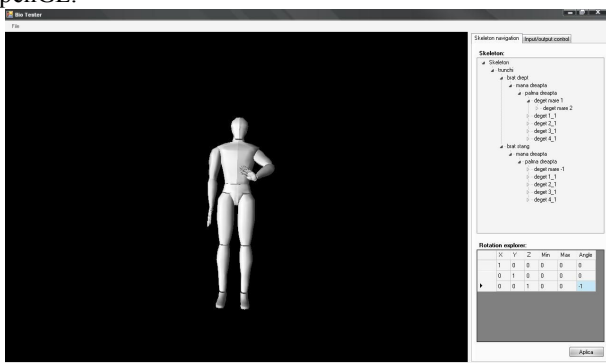 penGL.
Bio Tester
File
Skeleton navigation Input/output control
Skeleton:
Skeleton
trunchi
brat drept
mana dreapta
palma dreapta
deget mare 1
deget mare 2
deget 1_1
deget 2_1
deget 3_1
deget 4_1
brat stang
mana dreapta
palma dreapta
deget mare -1
deget 1_1
deget 2_1
deget 3_1
deget 4_1
Rotation explorer:
X Y Z Min Max Angle
1 0 0 0 0 0
0 1 0 0 0 0
0 0 1 0 0 -1
Aplica